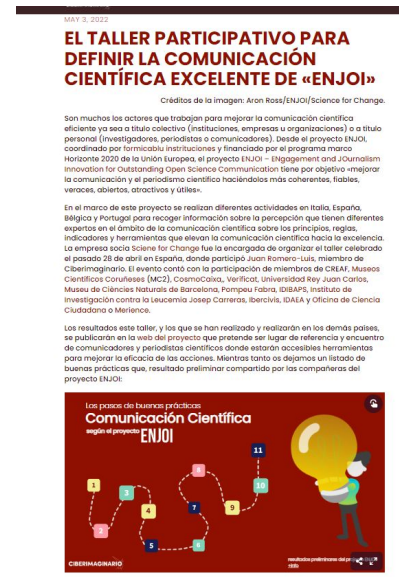 MAY 3, 2022
EL TALLER PARTICIPATIVO PARA
DEFINIR LA COMUNICACIÓN
CIENTÍFICA EXCELENTE DE «ENJOI»
Créditos de la imagen: Aron Ross/ENJOI/Science for Change.
Son muchos los actores que trabajan para mejorar la comunicación científica
eficiente ya sea a titulo colectivo (instituciones, empresas u organizaciones) o a titulo
personal (investigadores, periodistas o comunicadores). Desde el proyecto ENJOI,
coordinado por formicablu instrituciones y financiado por el programa marco
Horizonte 2020 de la Unión Europea, el proyecto ENJOI – ENgagement and JOurnalism
Innovation for Outstanding Open Science Communication tiene por objetivo «mejorar
la comunicación y el periodismo científico haciéndolos más coherentes, fiables,
veraces, abiertos, atractivos y útiles».
En el marco de este proyecto se realizan diferentes actividades en Italia, España,
Bélgica y Portugal para recoger información sobre la percepción que tienen diferentes
expertos en el ámbito de la comunicación científica sobre los principios, reglas,
indicadores y herramientas que elevan la comunicación científica hacia la excelencia.
La empresa socia Sciene for Change fue la encargada de organizar el taller celebrado
el pasado 28 de abril en España, donde participó Juan Romero-Luis, miembro de
Ciberimaginario. El evento contó con la participación de miembros de CREAF, Museos
Científicos Coruñeses (MC2), CosmoCaixa,, Verificat, Universidad Rey Juan Carlos,
Museu de Ciències Naturals de Barcelona, Pompeu Fabra, IDIBAPS, Instituto de
Investigación contra la Leucemia Josep Carreras, Ibercivis, IDAEA y Oficina de Ciencia
Ciudadana o Merience.
Los resultados este taller, y los que se han realizado y realizarán en los demás países,
se publicarán en la web del proyecto que pretende ser lugar de referencia y encuentro
de comunicadores y periodistas científicos donde estarán accesibles herramientas
para mejorar la eficacia de las acciones. Mientras tanto os dejamos un listado de
buenas prácticas que, resultado preliminar compartido por las compañeras del
proyecto ENJOI:
Los pasos de buenas prácticas
Comunicación Científica
según el proyecto ENJOI
11
8
1
3
10
4
7
9
2
5
6
CIBERIMAGINARIO
resultados preliminares del